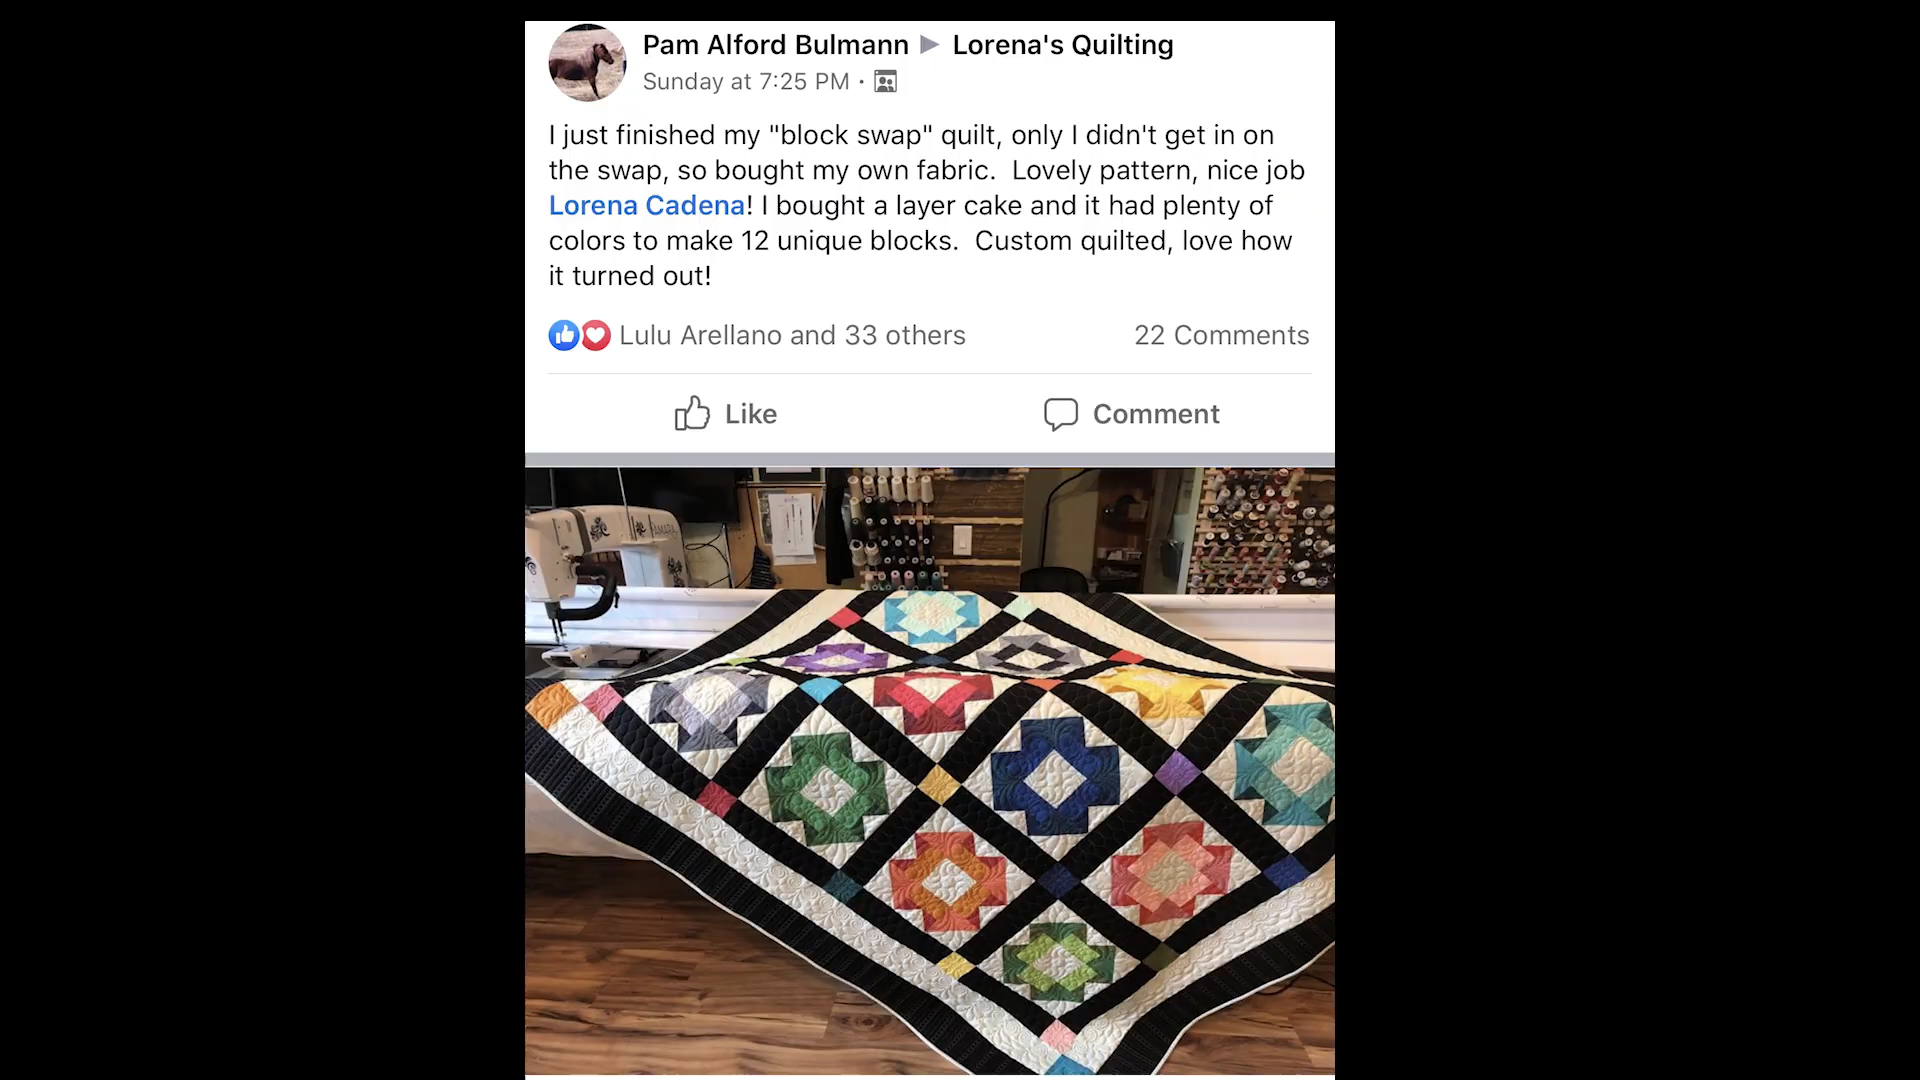 Pam Alford Bulmann ▶ Lorena's Quilting
Sunday at 7:25 PM ·
I just finished my "block swap" quilt, only I didn't get in on
the swap, so bought my own fabric.  Lovely pattern, nice job
Lorena Cadena! I bought a layer cake and it had plenty of
colors to make 12 unique blocks.  Custom quilted, love how
it turned out!
Lulu Arellano and 33 others
22 Comments
Like
Comment